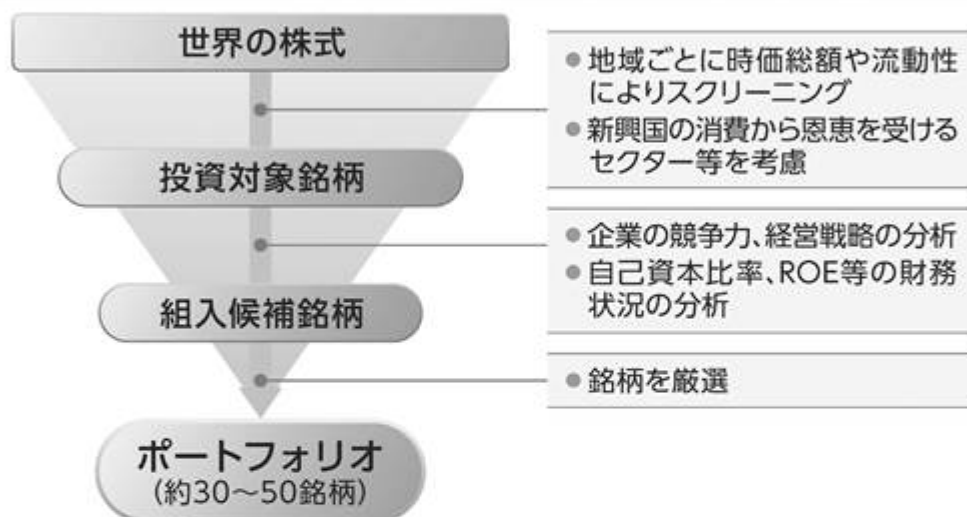 世界の株式
●地域ごとに時価総額や流動性
によりスクリーニング
●新興国の消費から恩恵を受ける
セクター等を考慮
投資対象銘柄
●企業の競争力、経営戦略の分析
●自己資本比率、ROE等の財務
状況の分析
組入候補銘柄
●銘柄を厳選
ポートフォリオ
(約30～50銘柄)